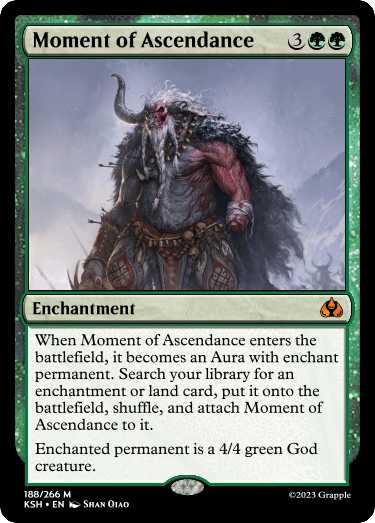 Moment of Ascendance 3
Enchantment
When Moment of Ascendance enters the
battlefield, it becomes an Aura with enchant
permanent. Search your library for an
enchantment or land card, put it onto the
battlefield, shuffle, and attach Moment of
Ascendance to it.
Enchanted permanent is a 4/4 green God
creature.
188/266 M
KSH • EN Shan Qiao
©2023 Grapple